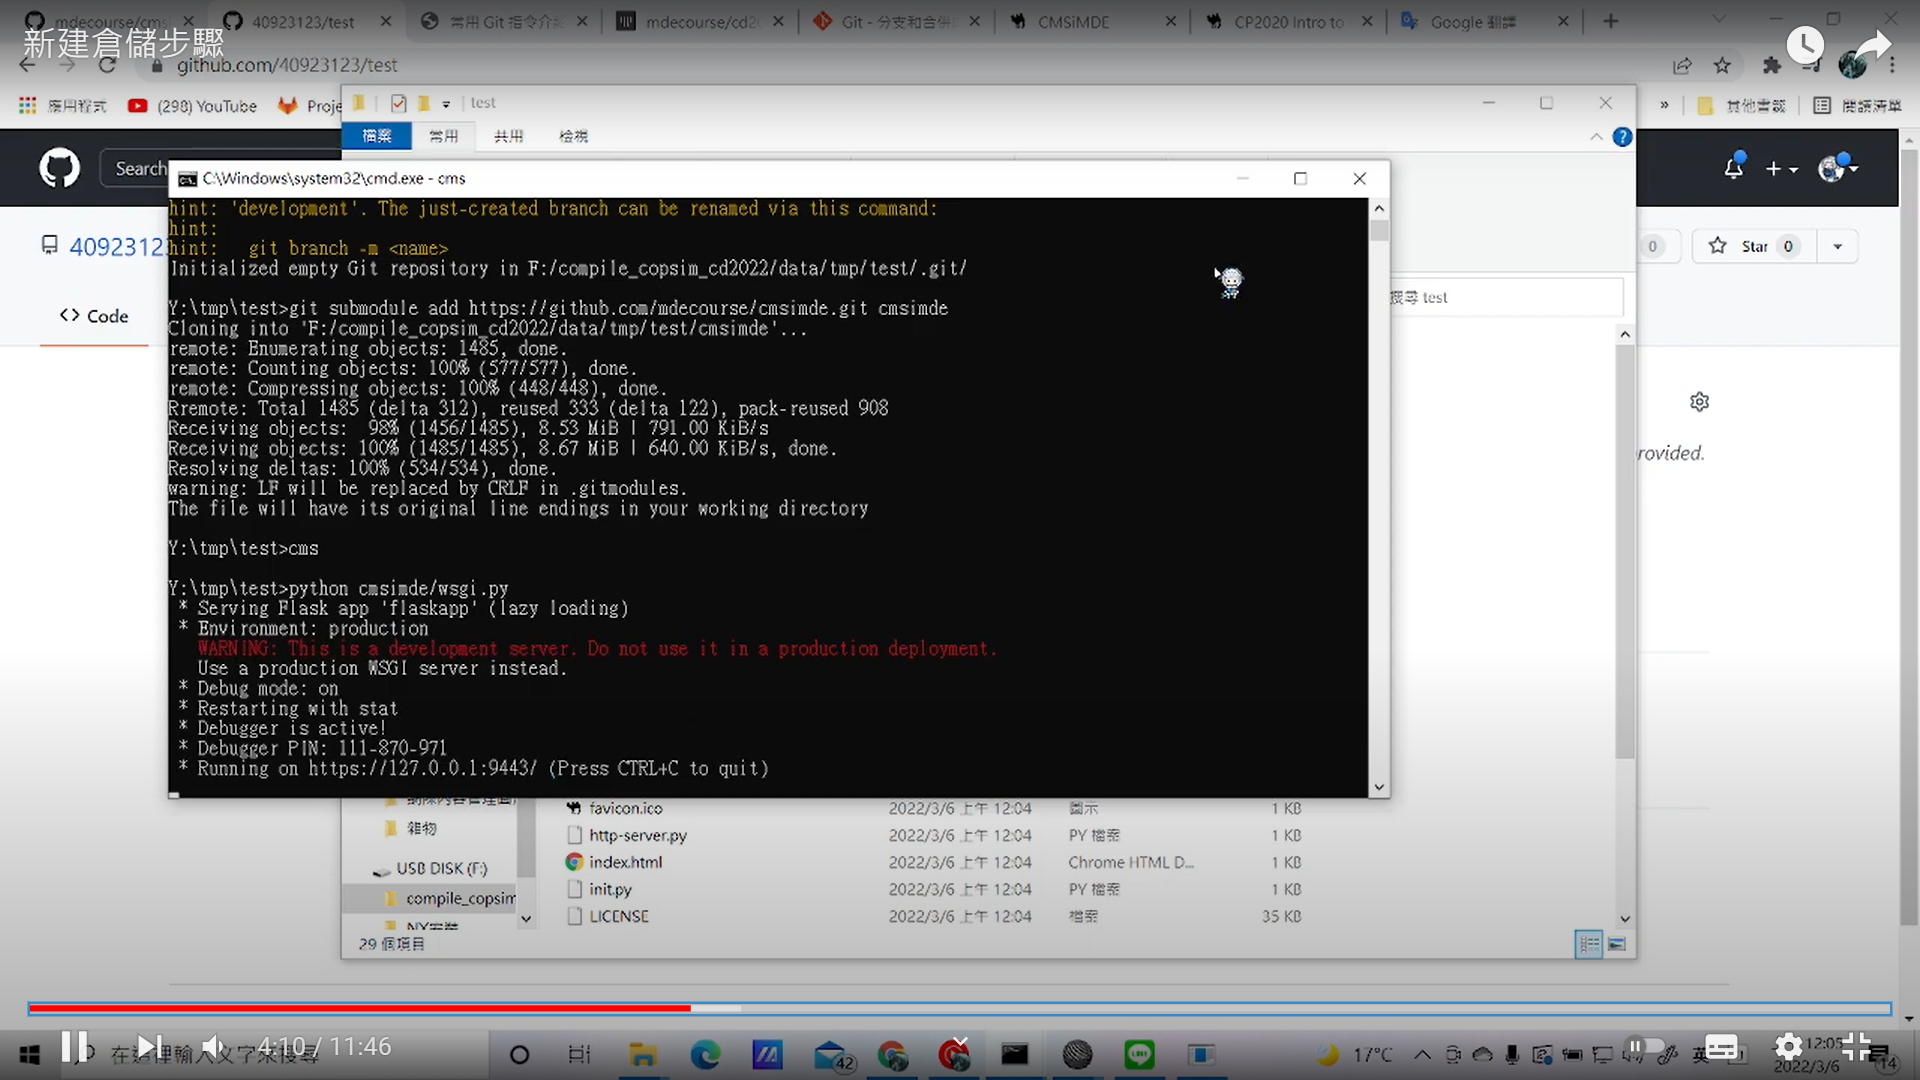 mdecourse/cmsi
40923123/test
常用 Git 指令介紹
mdecourse/cd2
Git - 分支和合併
CMSiMDE
CP2020 Intro to
Google 翻譯
新建倉儲步驟
github.com/40923123/test
應用程式
(298) YouTube
Proje
test
其他書籤
閱讀清單
檔案
常用
共用
檢視
Search
C:\Windows\system32\cmd.exe - cms
hint: 'development'. The just-created branch can be renamed via this command:
hint:
hint:   git branch -m <name>
Initialized empty Git repository in F:/compile_copsim_cd2022/data/tmp/test/.git/
4092312
0
Star 0
搜尋 test
<> Code
Y:\tmp\test>git submodule add https://github.com/mdecourse/cmsimde.git cmsimde
Cloning into 'F:/compile_copsim_cd2022/data/tmp/test/cmsimde'...
remote: Enumerating objects: 1485, done.
remote: Counting objects: 100% (577/577), done.
remote: Compressing objects: 100% (448/448), done.
Rremote: Total 1485 (delta 312), reused 333 (delta 122), pack-reused 908
Receiving objects:  98% (1456/1485), 8.53 MiB | 791.00 KiB/s
Receiving objects: 100% (1485/1485), 8.67 MiB | 640.00 KiB/s, done.
rovided.
Resolving deltas: 100% (534/534), done.
warning: LF will be replaced by CRLF in .gitmodules.
The file will have its original line endings in your working directory
Y:\tmp\test>cms
Y:\tmp\test>python cmsimde/wsgi.py
* Serving Flask app 'flaskapp' (lazy loading)
* Environment: production
WARNING: This is a development server. Do not use it in a production deployment.
Use a production WSGI server instead.
* Debug mode: on
* Restarting with stat
* Debugger is active!
* Debugger PIN: 111-870-971
* Running on https://127.0.0.1:9443/ (Press CTRL+C to quit)
雜物
USB DISK (F:)
compile_copsim
favicon.ico 2022/3/6 上午 12:04 圖示 1 KB
http-server.py 2022/3/6 上午 12:04 PY 檔案 1 KB
index.html 2022/3/6 上午 12:04 Chrome HTML D... 1 KB
init.py 2022/3/6 上午 12:04 PY 檔案 1 KB
LICENSE 2022/3/6 上午 12:04 檔案 35 KB
29 個項目
在這裡輸入文字來搜尋
4:10 / 11:46
42
17°C
英
12:05
2022/3/6
14